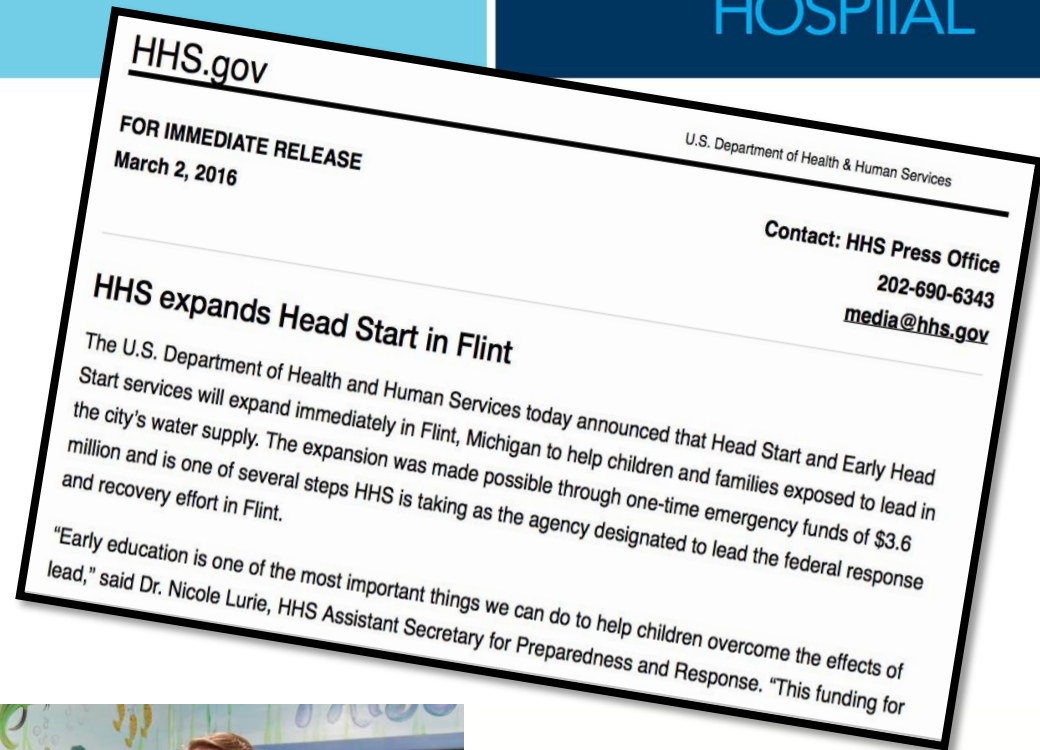 HOSPITAL
HHS.gov
U.S. Department of Health & Human Services
FOR IMMEDIATE RELEASE
March 2, 2016
Contact: HHS Press Office
202-690-6343
media@hhs.gov
HHS expands Head Start in Flint
The U.S. Department of Health and Human Services today announced that Head Start and Early Head
Start services will expand immediately in Flint, Michigan to help children and families exposed to lead in
the city’s water supply. The expansion was made possible through one-time emergency funds of $3.6
million and is one of several steps HHS is taking as the agency designated to lead the federal response
and recovery effort in Flint.
“Early education is one of the most important things we can do to help children overcome the effects of
lead,” said Dr. Nicole Lurie, HHS Assistant Secretary for Preparedness and Response. “This funding for